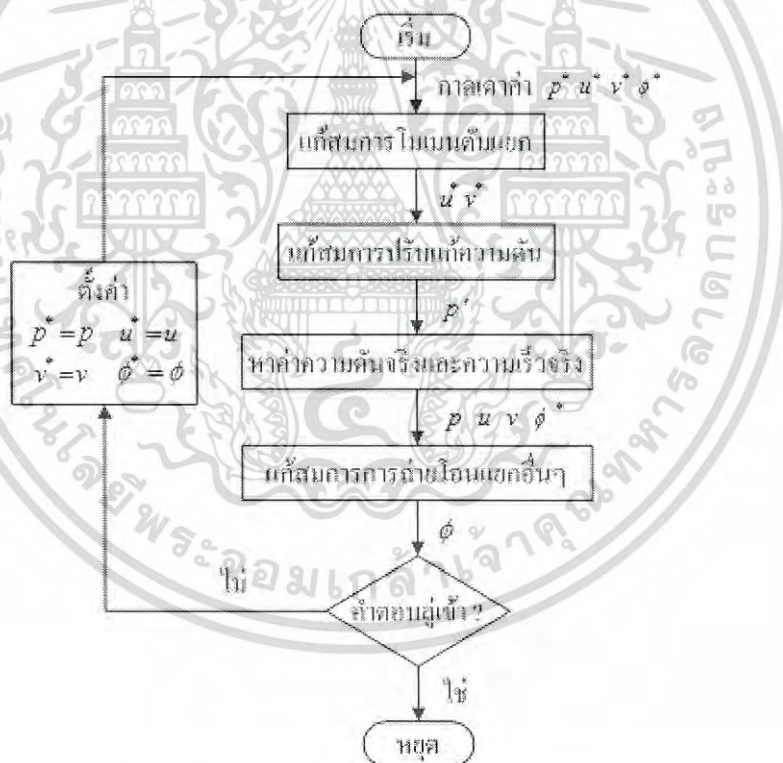 เริ่ม
คาดเดาค่า p* u* v* ϕ*
แก้สมการโมเมนตัมแยก
u* v*
แก้สมการปรับแก้ความดัน
p'
หาค่าความดันจริงและความเร็วจริง
p u v ϕ*
แก้สมการการถ่ายโอนแยกอื่นๆ
ϕ
คำตอบลู่เข้า ?
ไม่
ตั้งค่า
p* = p u* = u
v* = v ϕ* = ϕ
ใช่
หยุด